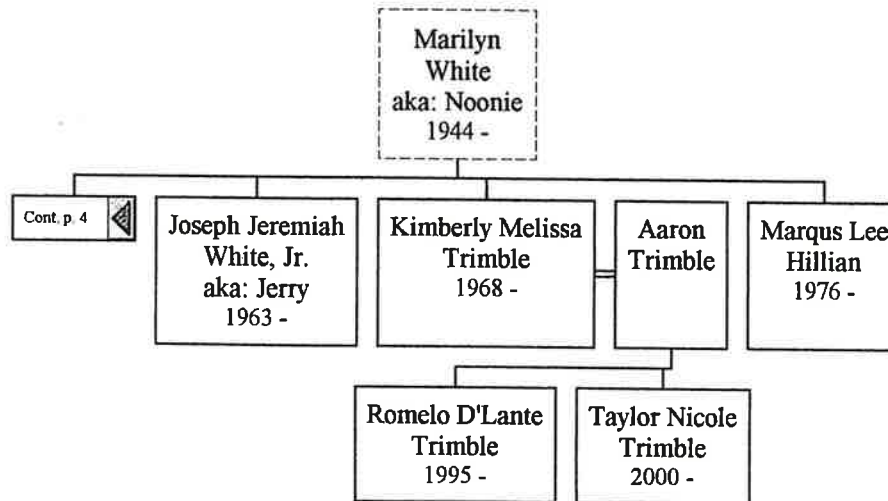 Marilyn
White
aka: Noonie
1944 -
Cont. p. 4
Joseph Jeremiah
White, Jr.
aka: Jerry
1963 -
Kimberly Melissa
Trimble
1968 -
Aaron
Trimble
Marqus Lee
Hillian
1976 -
Romelo D'Lante
Trimble
1995 -
Taylor Nicole
Trimble
2000 -